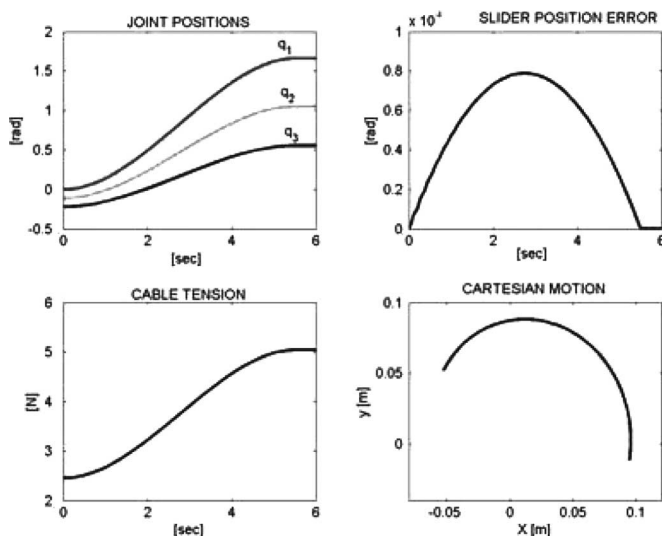 JOINT POSITIONS
2
1.5
1
0.5
0
-0.5
[rad]
q1
q2
q3
0
2
4
6
[sec]
x 10-4
SLIDER POSITION ERROR
1
0.8
0.6
0.4
0.2
0
[rad]
0
2
4
6
[sec]
CABLE TENSION
6
5
4
3
2
[N]
0
2
4
6
[sec]
CARTESIAN MOTION
0.1
0.05
0
y [m]
-0.05
0
0.05
0.1
X [m]